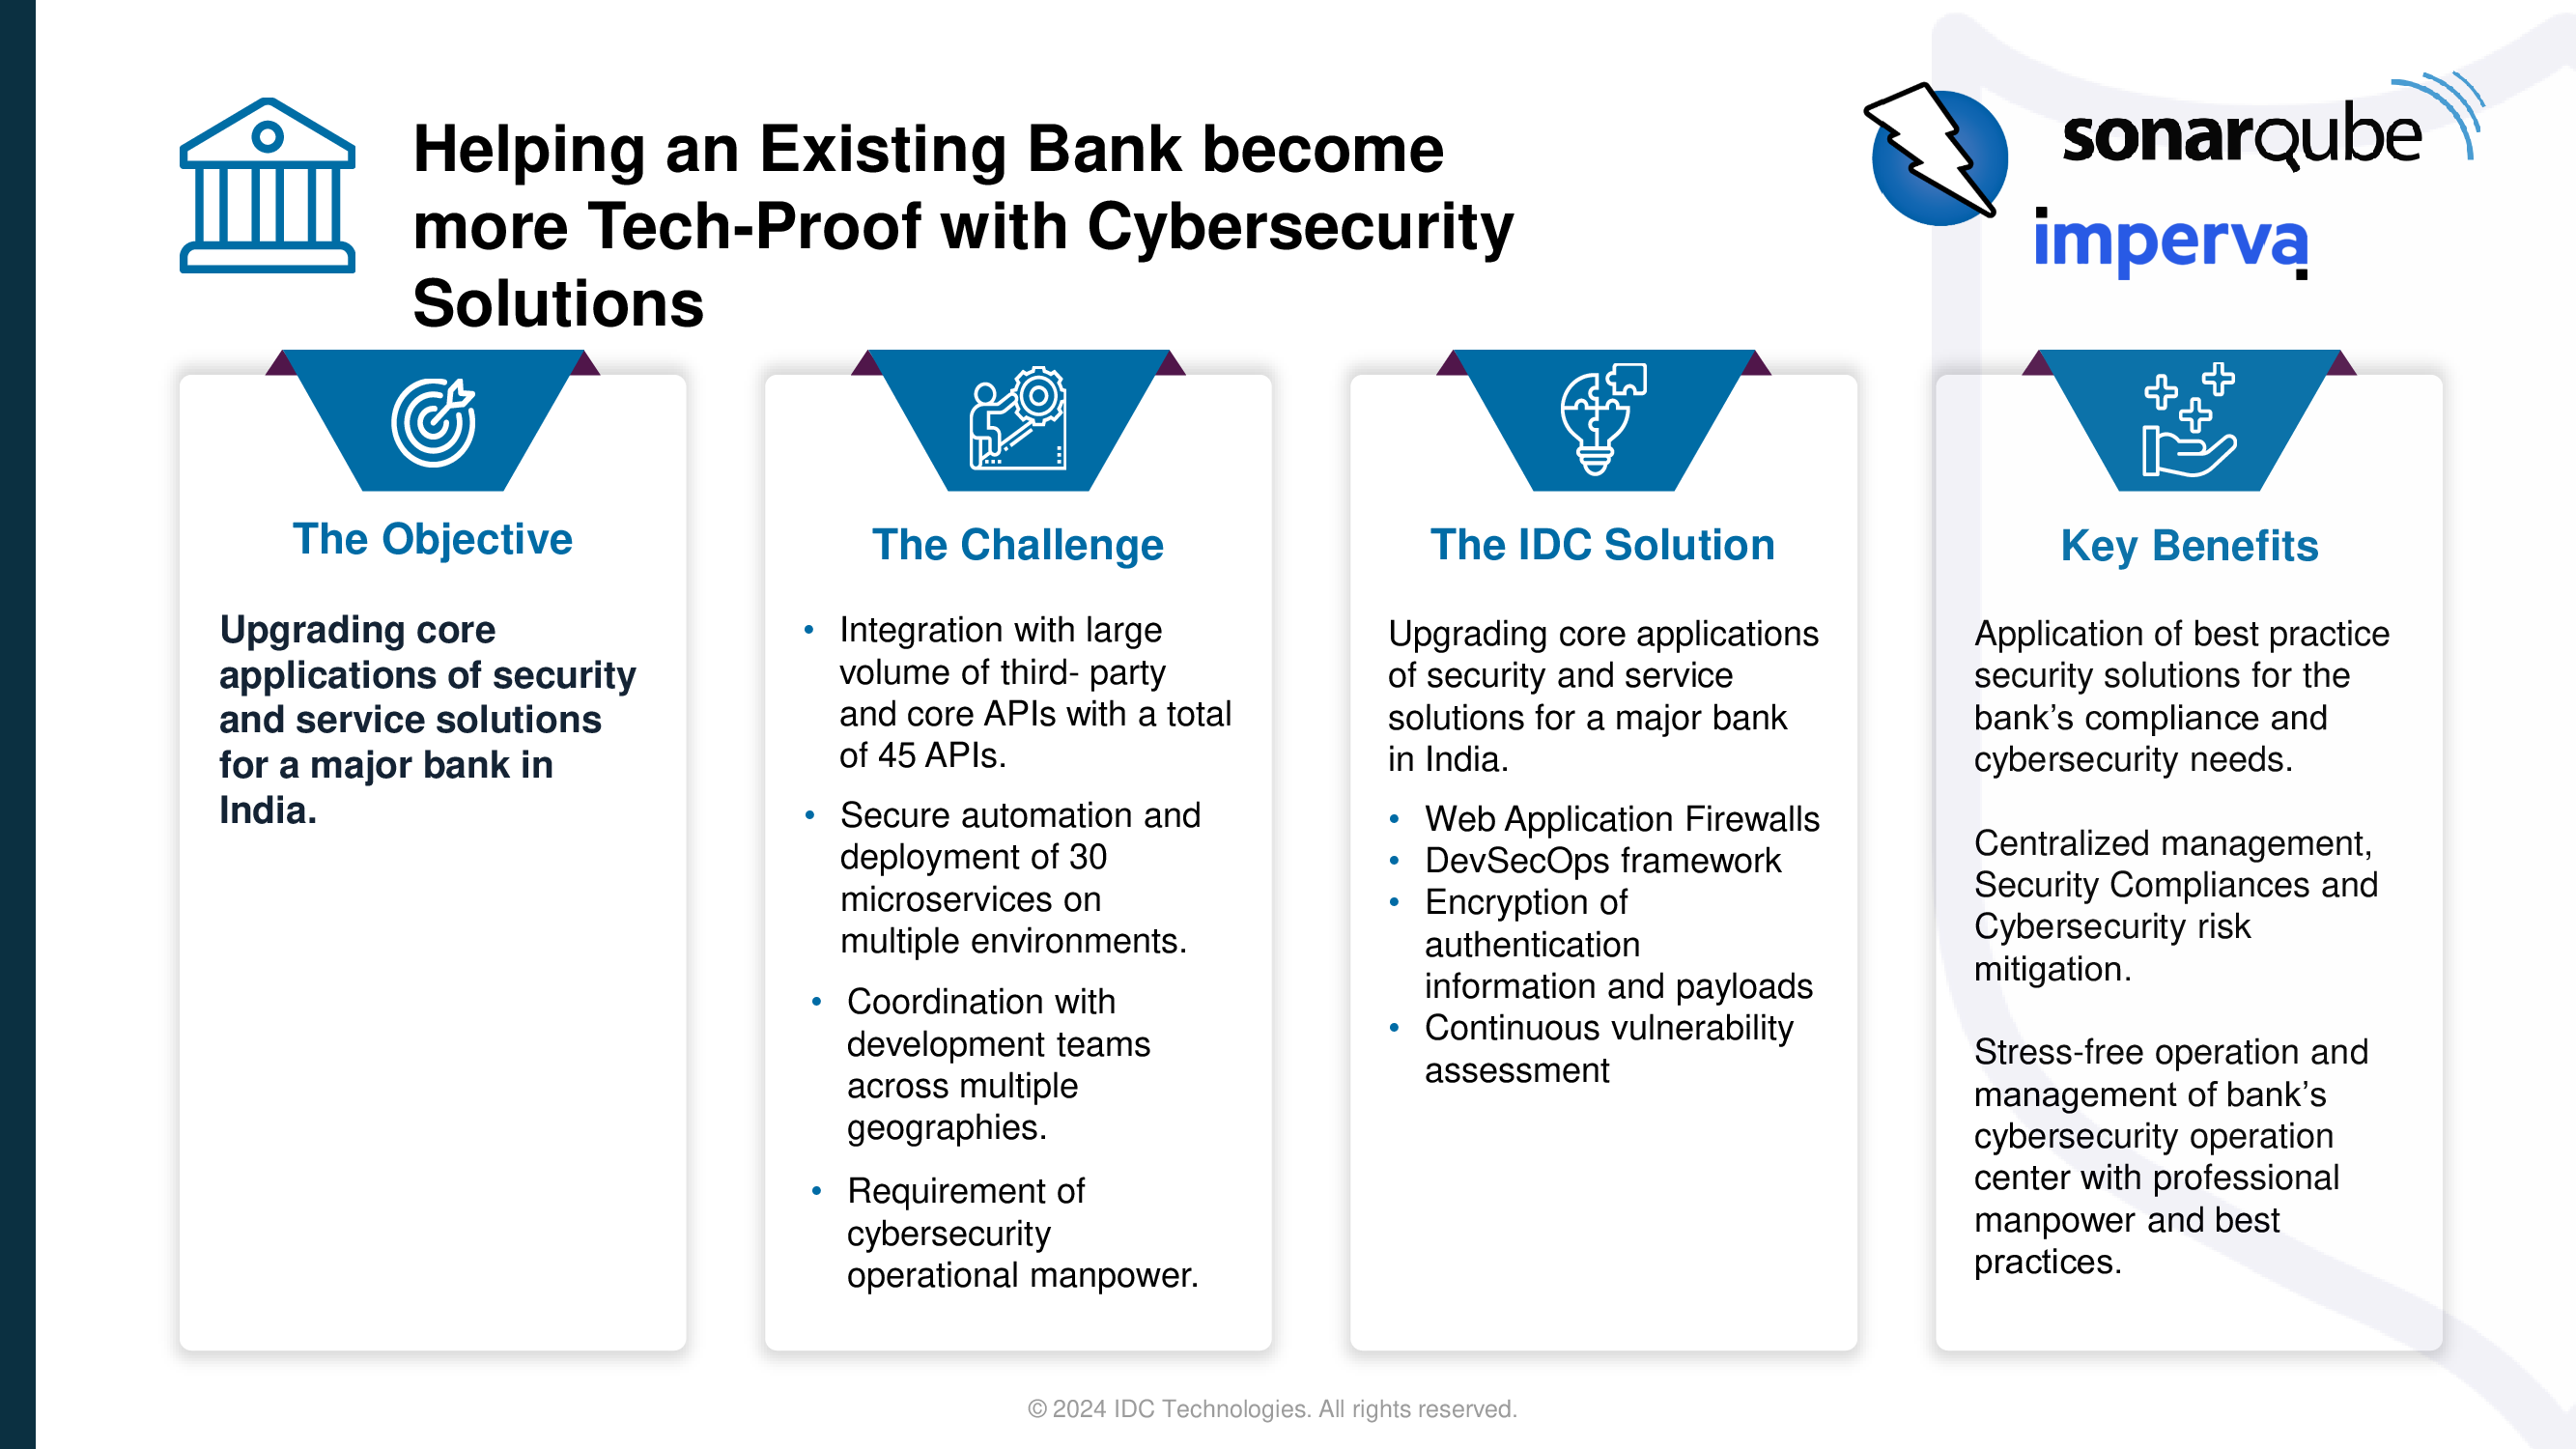 Helping an Existing Bank become
more Tech-Proof with Cybersecurity
Solutions
sonarqube
imperva
The Objective
Upgrading core
applications of security
and service solutions
for a major bank in
India.
The Challenge
• Integration with large
volume of third- party
and core APIs with a total
of 45 APIs.
• Secure automation and
deployment of 30
microservices on
multiple environments.
• Coordination with
development teams
across multiple
geographies.
• Requirement of
cybersecurity
operational manpower.
The IDC Solution
Upgrading core applications
of security and service
solutions for a major bank
in India.
• Web Application Firewalls
• DevSecOps framework
• Encryption of
authentication
information and payloads
• Continuous vulnerability
assessment
Key Benefits
Application of best practice
security solutions for the
bank’s compliance and
cybersecurity needs.
Centralized management,
Security Compliances and
Cybersecurity risk
mitigation.
Stress-free operation and
management of bank’s
cybersecurity operation
center with professional
manpower and best
practices.
© 2024 IDC Technologies. All rights reserved.